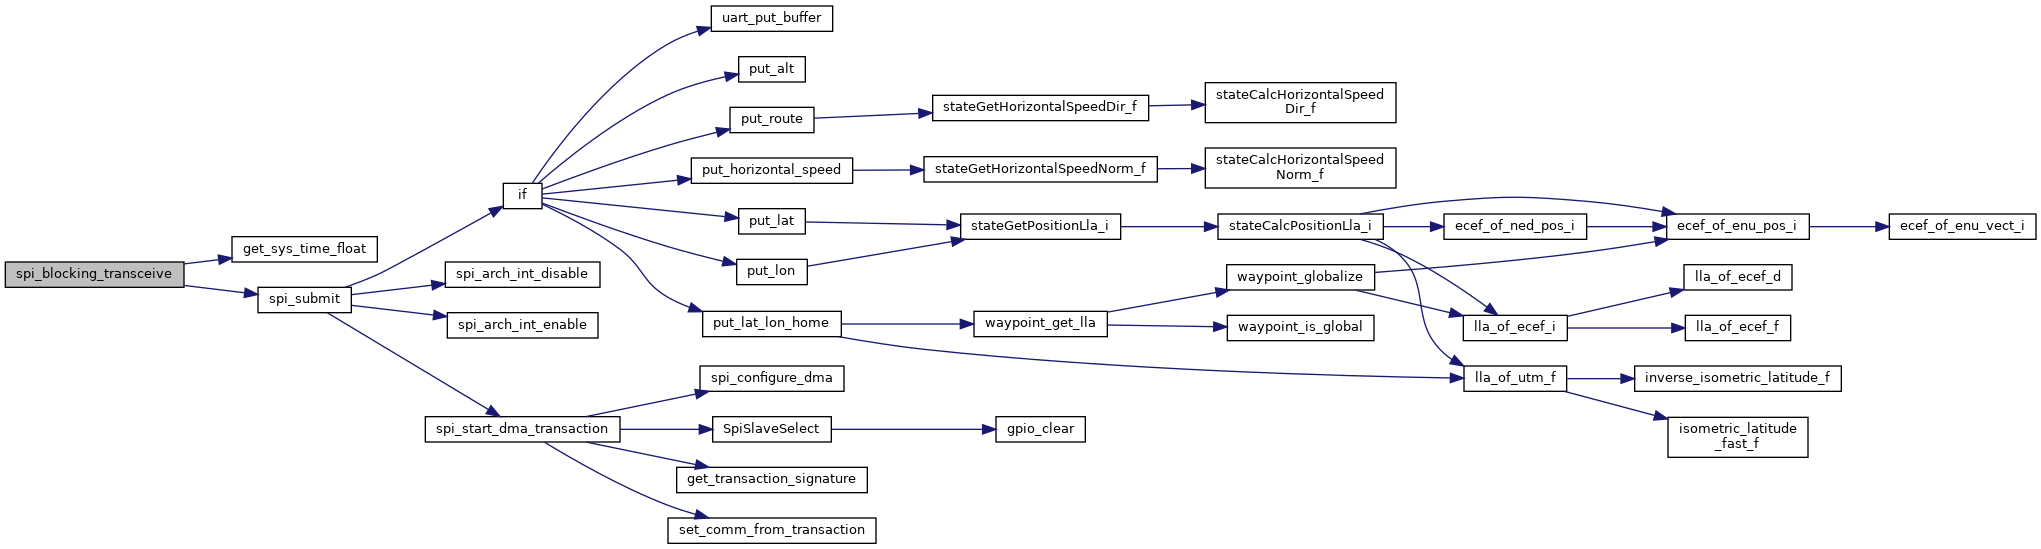 spi_blocking_transceive
get_sys_time_float
spi_submit
if
spi_arch_int_disable
spi_arch_int_enable
spi_start_dma_transaction
uart_put_buffer
put_alt
put_route
put_horizontal_speed
put_lat
put_lon
put_lat_lon_home
spi_configure_dma
SpiSlaveSelect
get_transaction_signature
set_comm_from_transaction
stateGetHorizontalSpeedDir_f
stateGetHorizontalSpeedNorm_f
stateGetPositionLla_i
waypoint_get_lla
gpio_clear
stateCalcHorizontalSpeed
Dir_f
stateCalcHorizontalSpeed
Norm_f
stateCalcPositionLla_i
waypoint_globalize
waypoint_is_global
ecef_of_ned_pos_i
lla_of_ecef_i
lla_of_utm_f
ecef_of_enu_pos_i
lla_of_ecef_d
lla_of_ecef_f
inverse_isometric_latitude_f
isometric_latitude
_fast_f
ecef_of_enu_vect_i